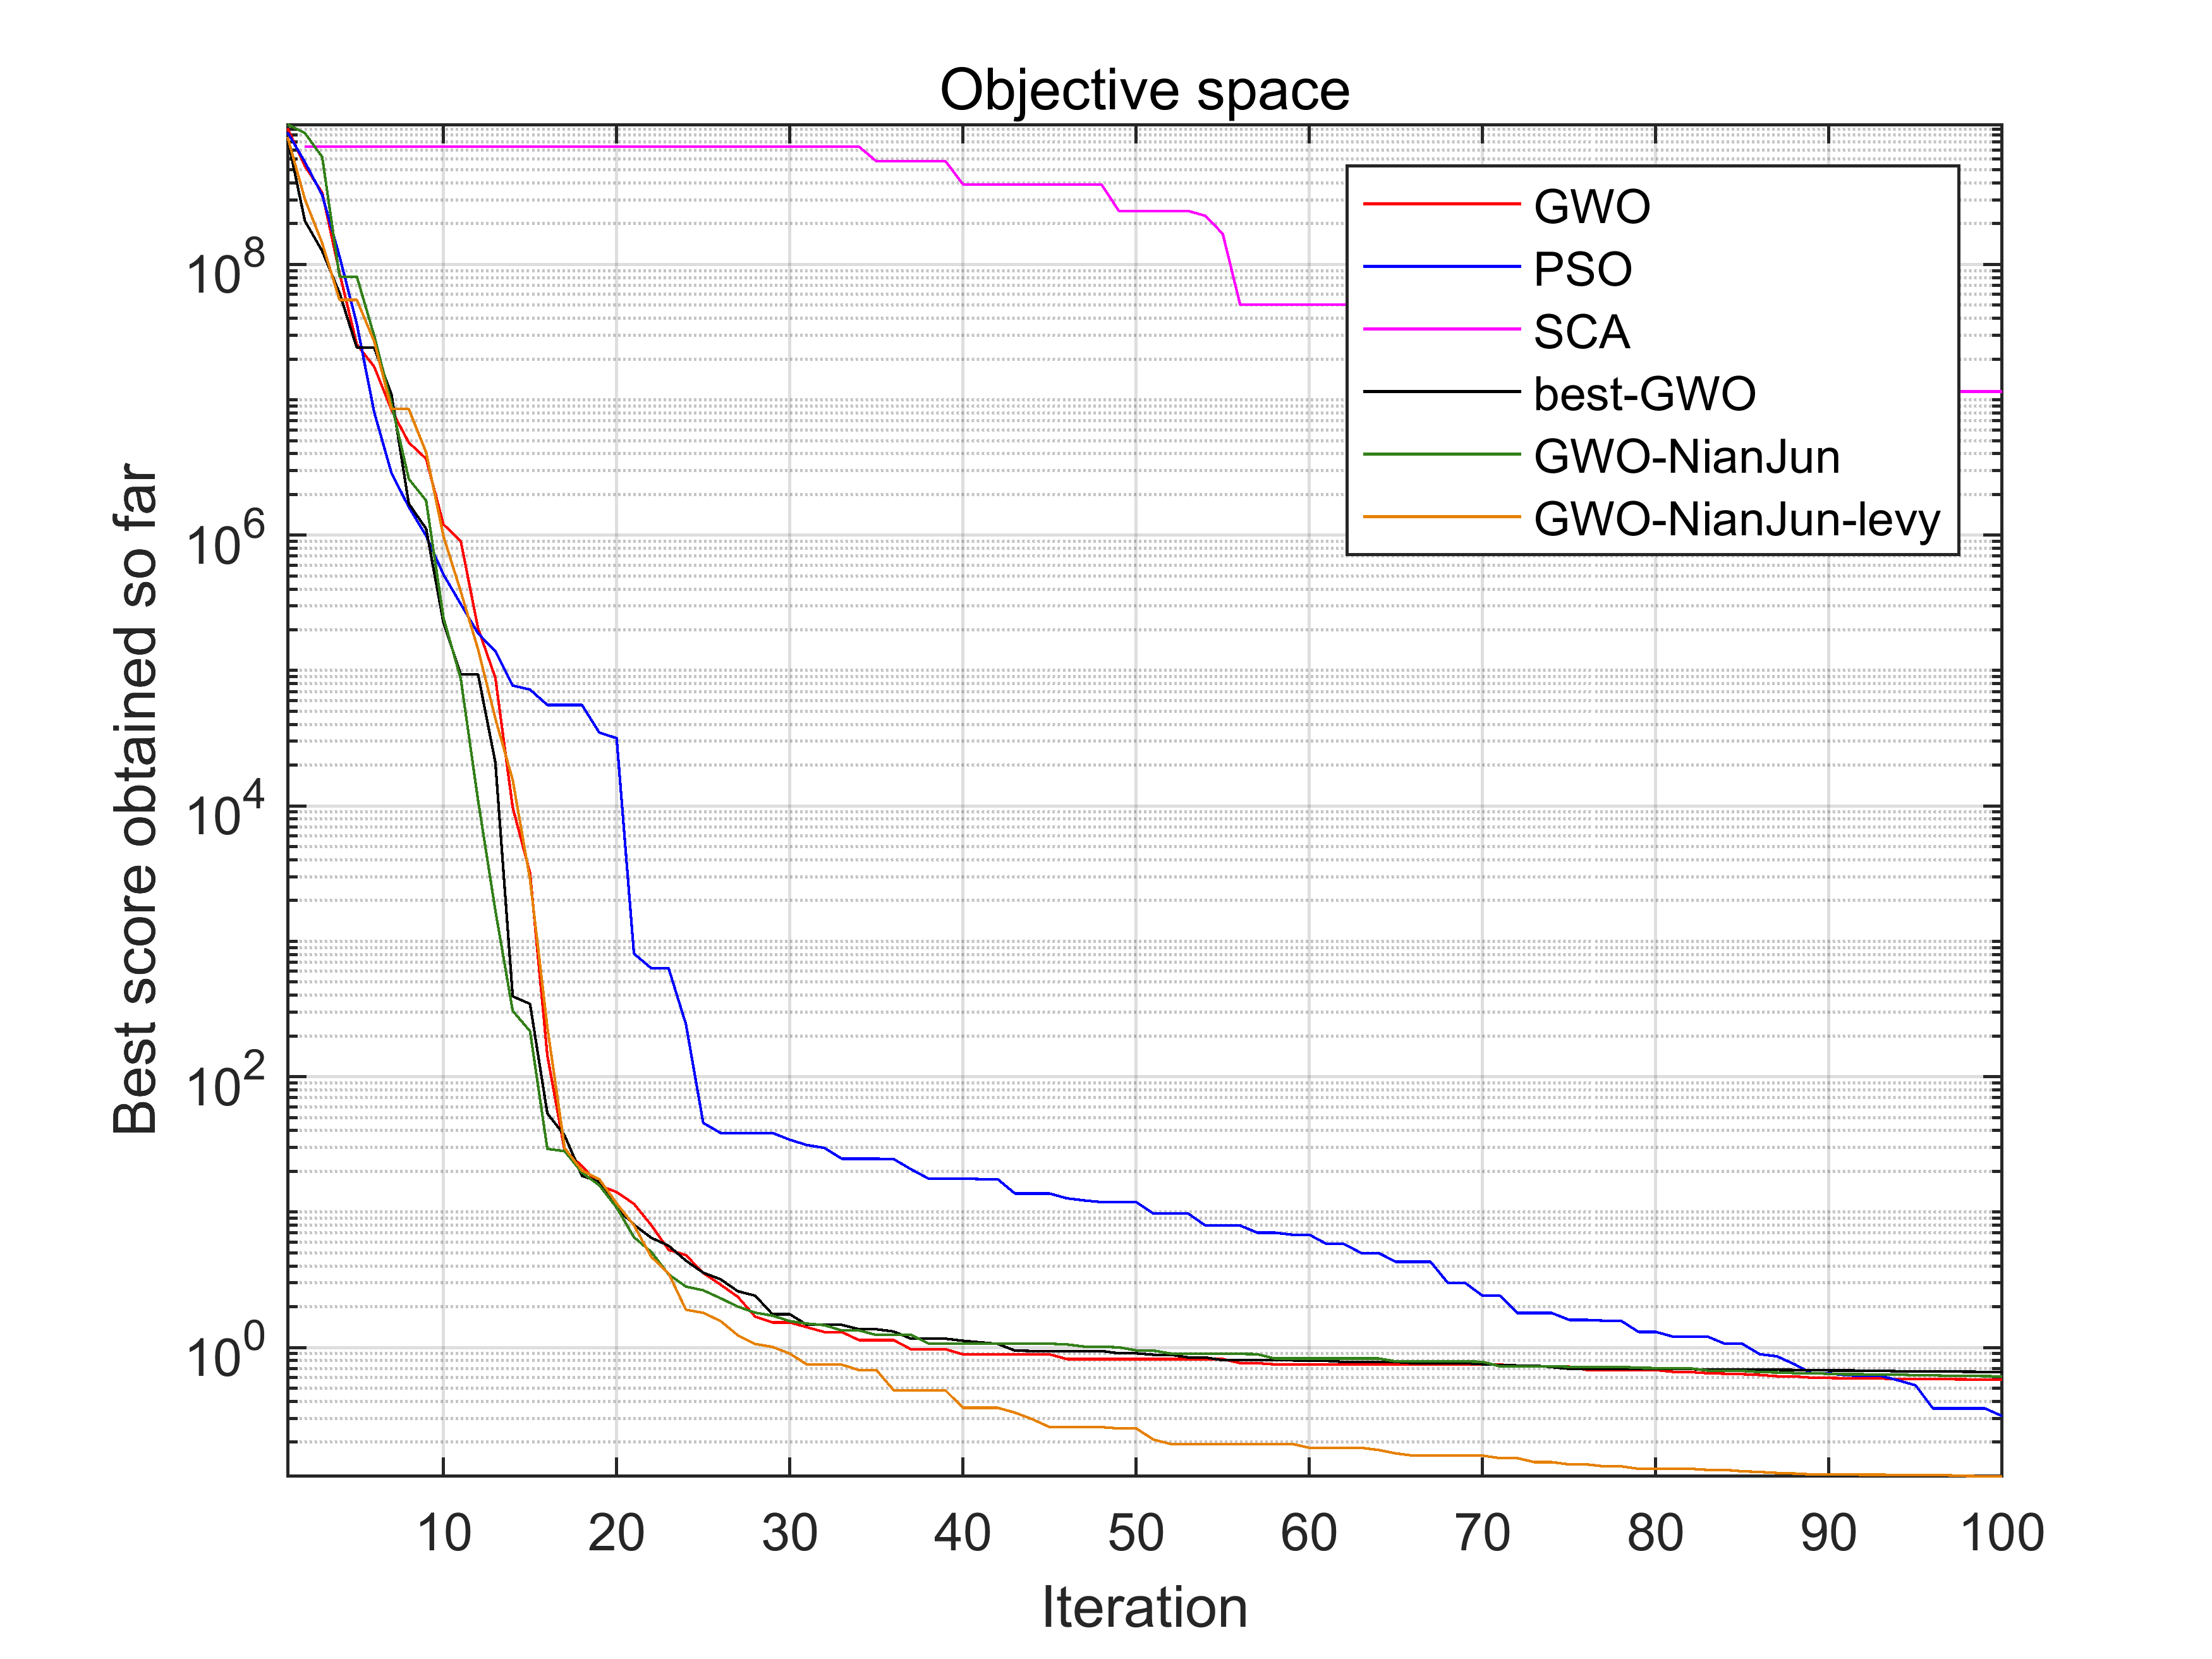 Objective space
Best score obtained so far
10^8
10^6
10^4
10^2
10^0
GWO
PSO
SCA
best-GWO
GWO-NianJun
GWO-NianJun-levy
10 20 30 40 50 60 70 80 90 100
Iteration